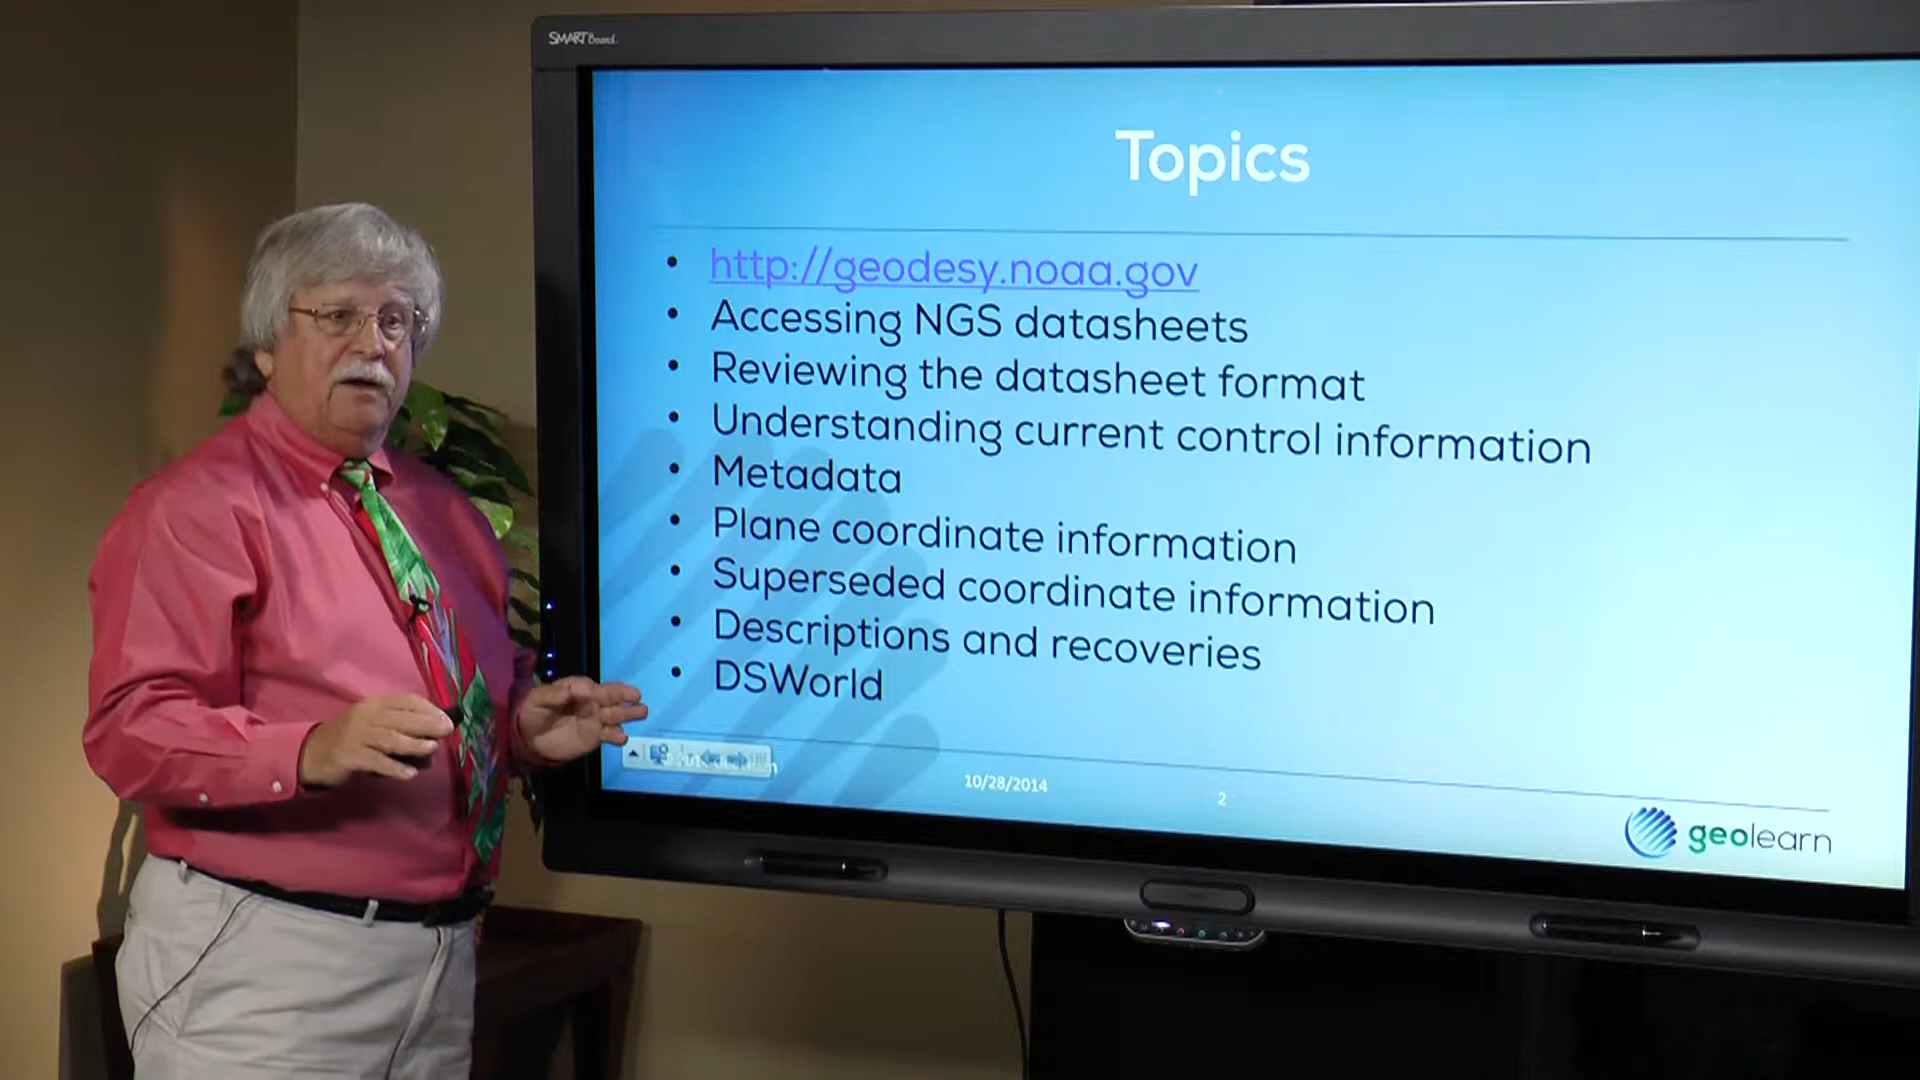 SMART Board
Topics
• http://geodesy.noaa.gov
• Accessing NGS datasheets
• Reviewing the datasheet format
• Understanding current control information
• Metadata
• Plane coordinate information
• Superseded coordinate information
• Descriptions and recoveries
• DSWorld
10/28/2014
2
geolearn